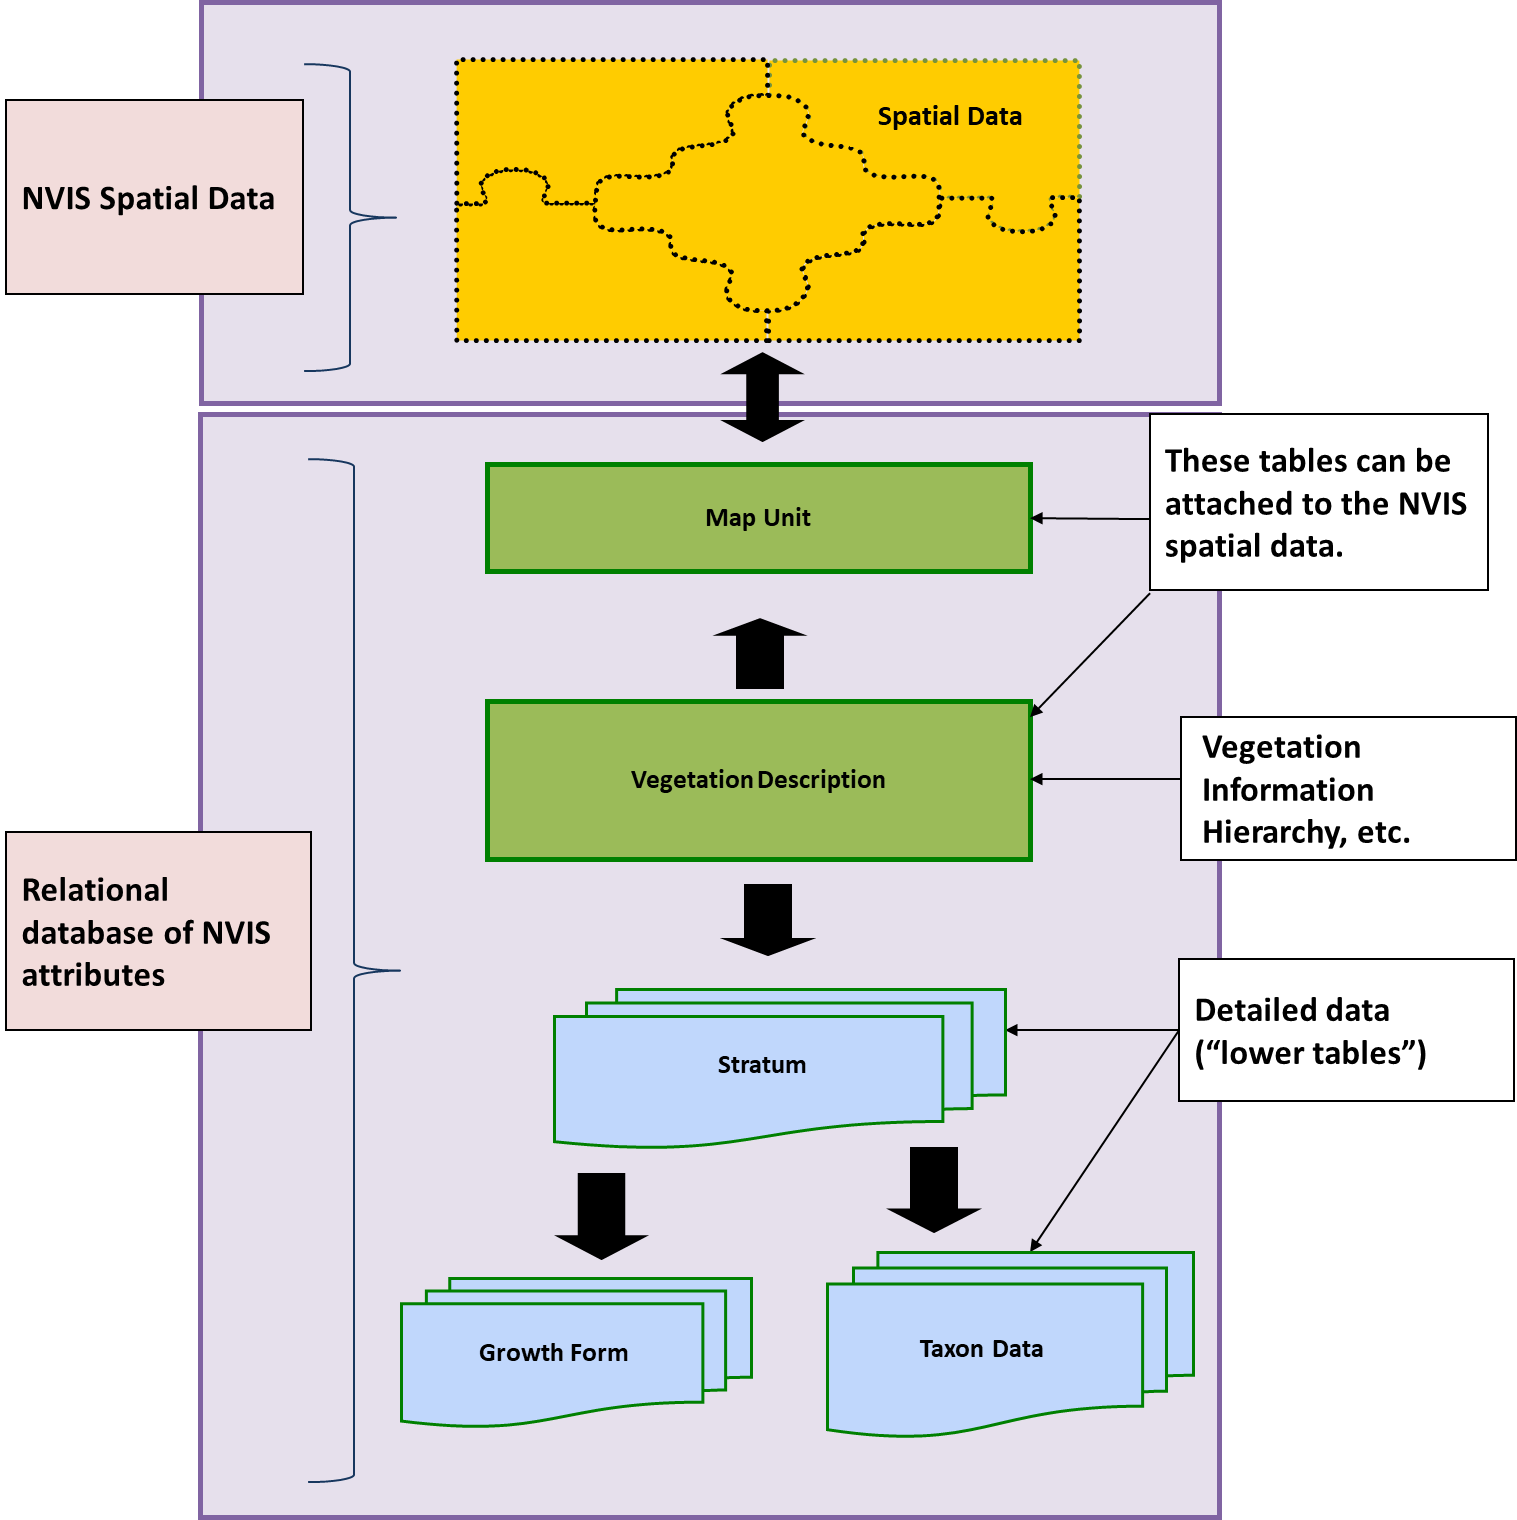 Spatial Data
NVIS Spatial Data
These tables can be
attached to the NVIS
spatial data.
Map Unit
Vegetation Description
Vegetation
Information
Hierarchy, etc.
Relational
database of NVIS
attributes
Detailed data
(“lower tables”)
Stratum
Growth Form
Taxon Data